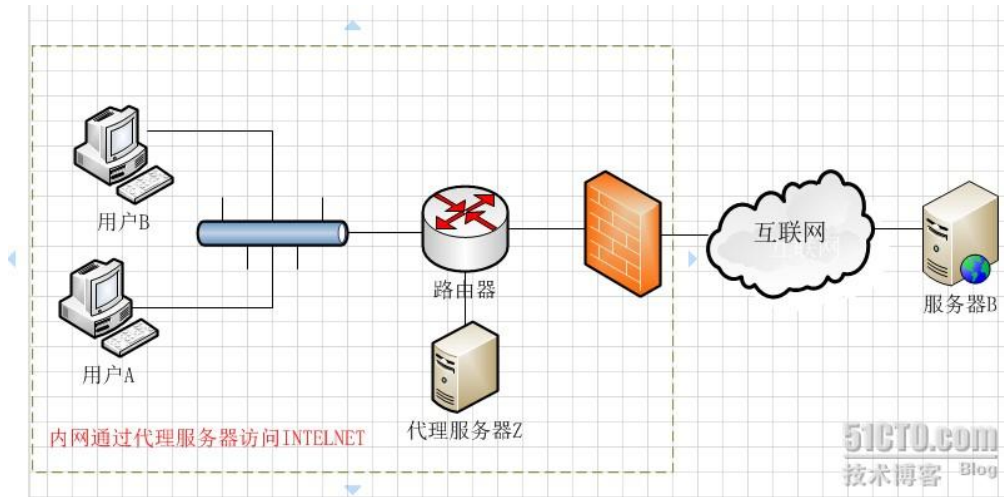 用户B
互联网
路由器
服务器B
用户A
代理服务器Z
内网通过代理服务器访问INTELNET
51CTO.com
技术博客 Blog